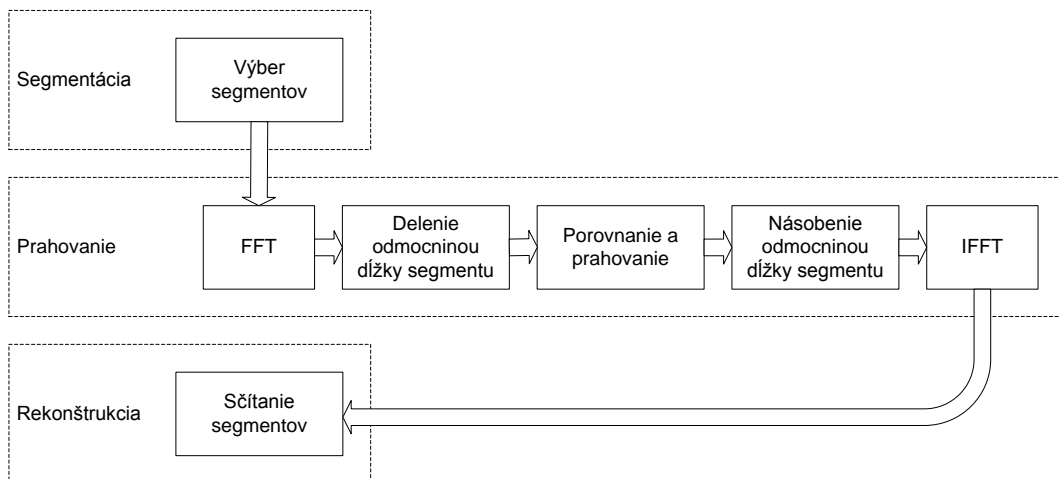 Segmentácia
Výber
segmentov
Prahovanie
FFT
Delenie
odmocninou
dĺžky segmentu
Porovnanie a
prahovanie
Násobenie
odmocninou
dĺžky segmentu
IFFT
Rekonštrukcia
Sčítanie
segmentov